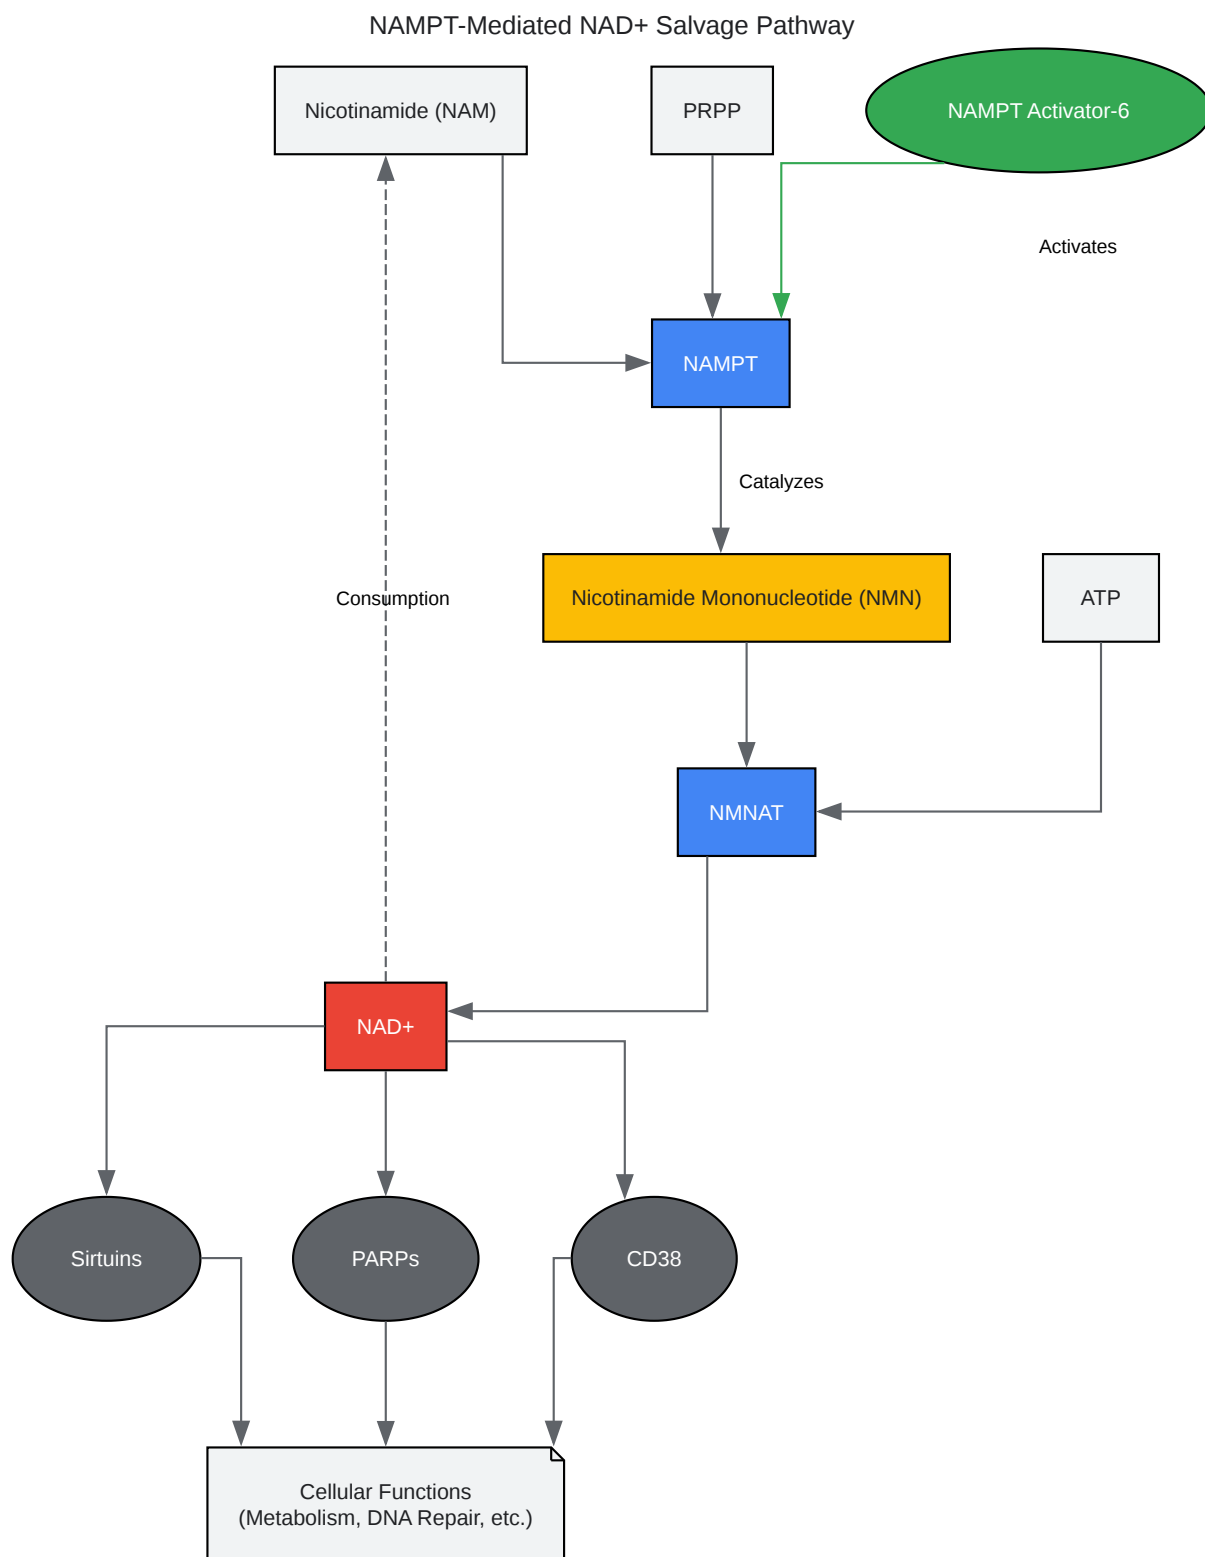 NAMPT-Mediated NAD+ Salvage Pathway
Nicotinamide (NAM)
PRPP
NAMPT Activator-6
Activates
NAMPT
Catalyzes
Consumption
Nicotinamide Mononucleotide (NMN)
ATP
NMNAT
NAD+
Sirtuins
PARPs
CD38
Cellular Functions
(Metabolism, DNA Repair, etc.)